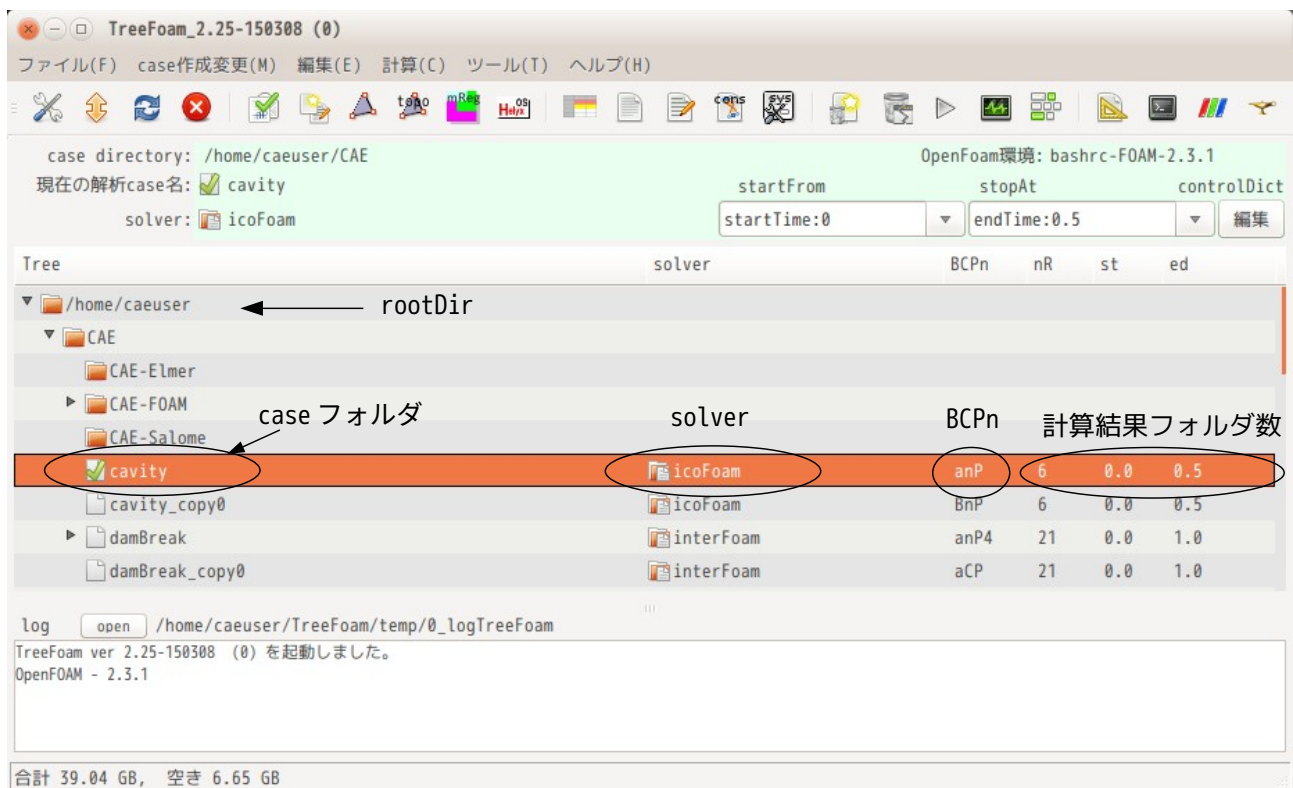 TreeFoam_2.25-150308 (0)
ファイル(F) case作成変更(M) 編集(E) 計算(C) ツール(T) ヘルプ(H)
topo mReg Helyx OS cons sys
case directory: /home/caeuser/CAE OpenFoam環境: bashrc-FOAM-2.3.1
現在の解析case名: cavity startFrom stopAt controlDict
solver: icoFoam startTime:0 endTime:0.5 編集
Tree solver BCPn nR st ed
/home/caeuser rootDir
CAE
CAE-Elmer
CAE-FOAM
case フォルダ solver BCPn 計算結果フォルダ数
CAE-Salome
cavity icoFoam anP 6 0.0 0.5
cavity_copy0 icoFoam BnP 6 0.0 0.5
damBreak interFoam anP4 21 0.0 1.0
damBreak_copy0 interFoam aCP 21 0.0 1.0
log open /home/caeuser/TreeFoam/temp/0_logTreeFoam
TreeFoam ver 2.25-150308 (0) を起動しました。
OpenFOAM - 2.3.1
合計 39.04 GB, 空き 6.65 GB